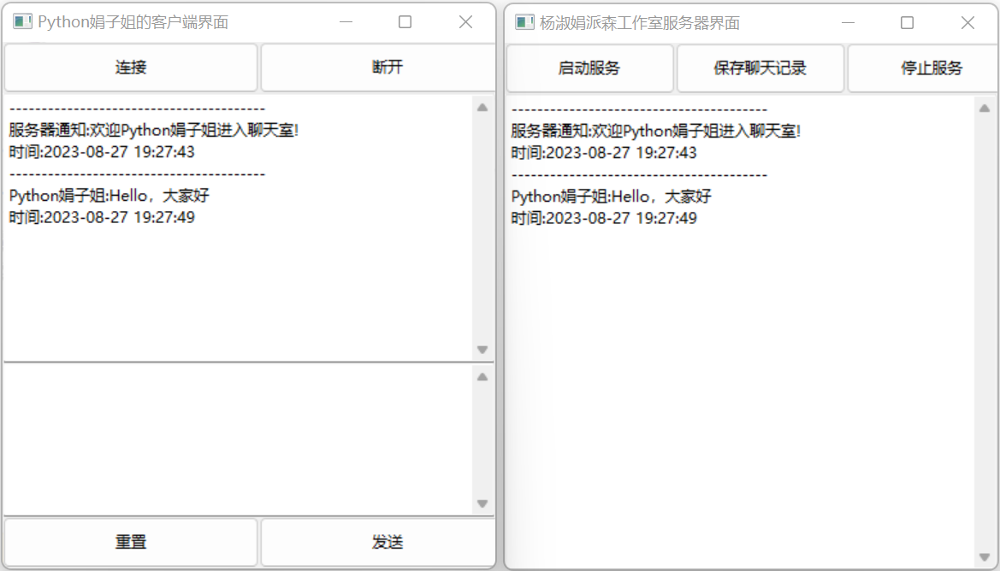 Python娟子姐的客户端界面
连接
断开
----------------------------------------
服务器通知:欢迎Python娟子姐进入聊天室!
时间:2023-08-27 19:27:43
----------------------------------------
Python娟子姐:Hello，大家好
时间:2023-08-27 19:27:49
重置
发送
杨淑娟派森工作室服务器界面
启动服务
保存聊天记录
停止服务
----------------------------------------
服务器通知:欢迎Python娟子姐进入聊天室!
时间:2023-08-27 19:27:43
----------------------------------------
Python娟子姐:Hello，大家好
时间:2023-08-27 19:27:49